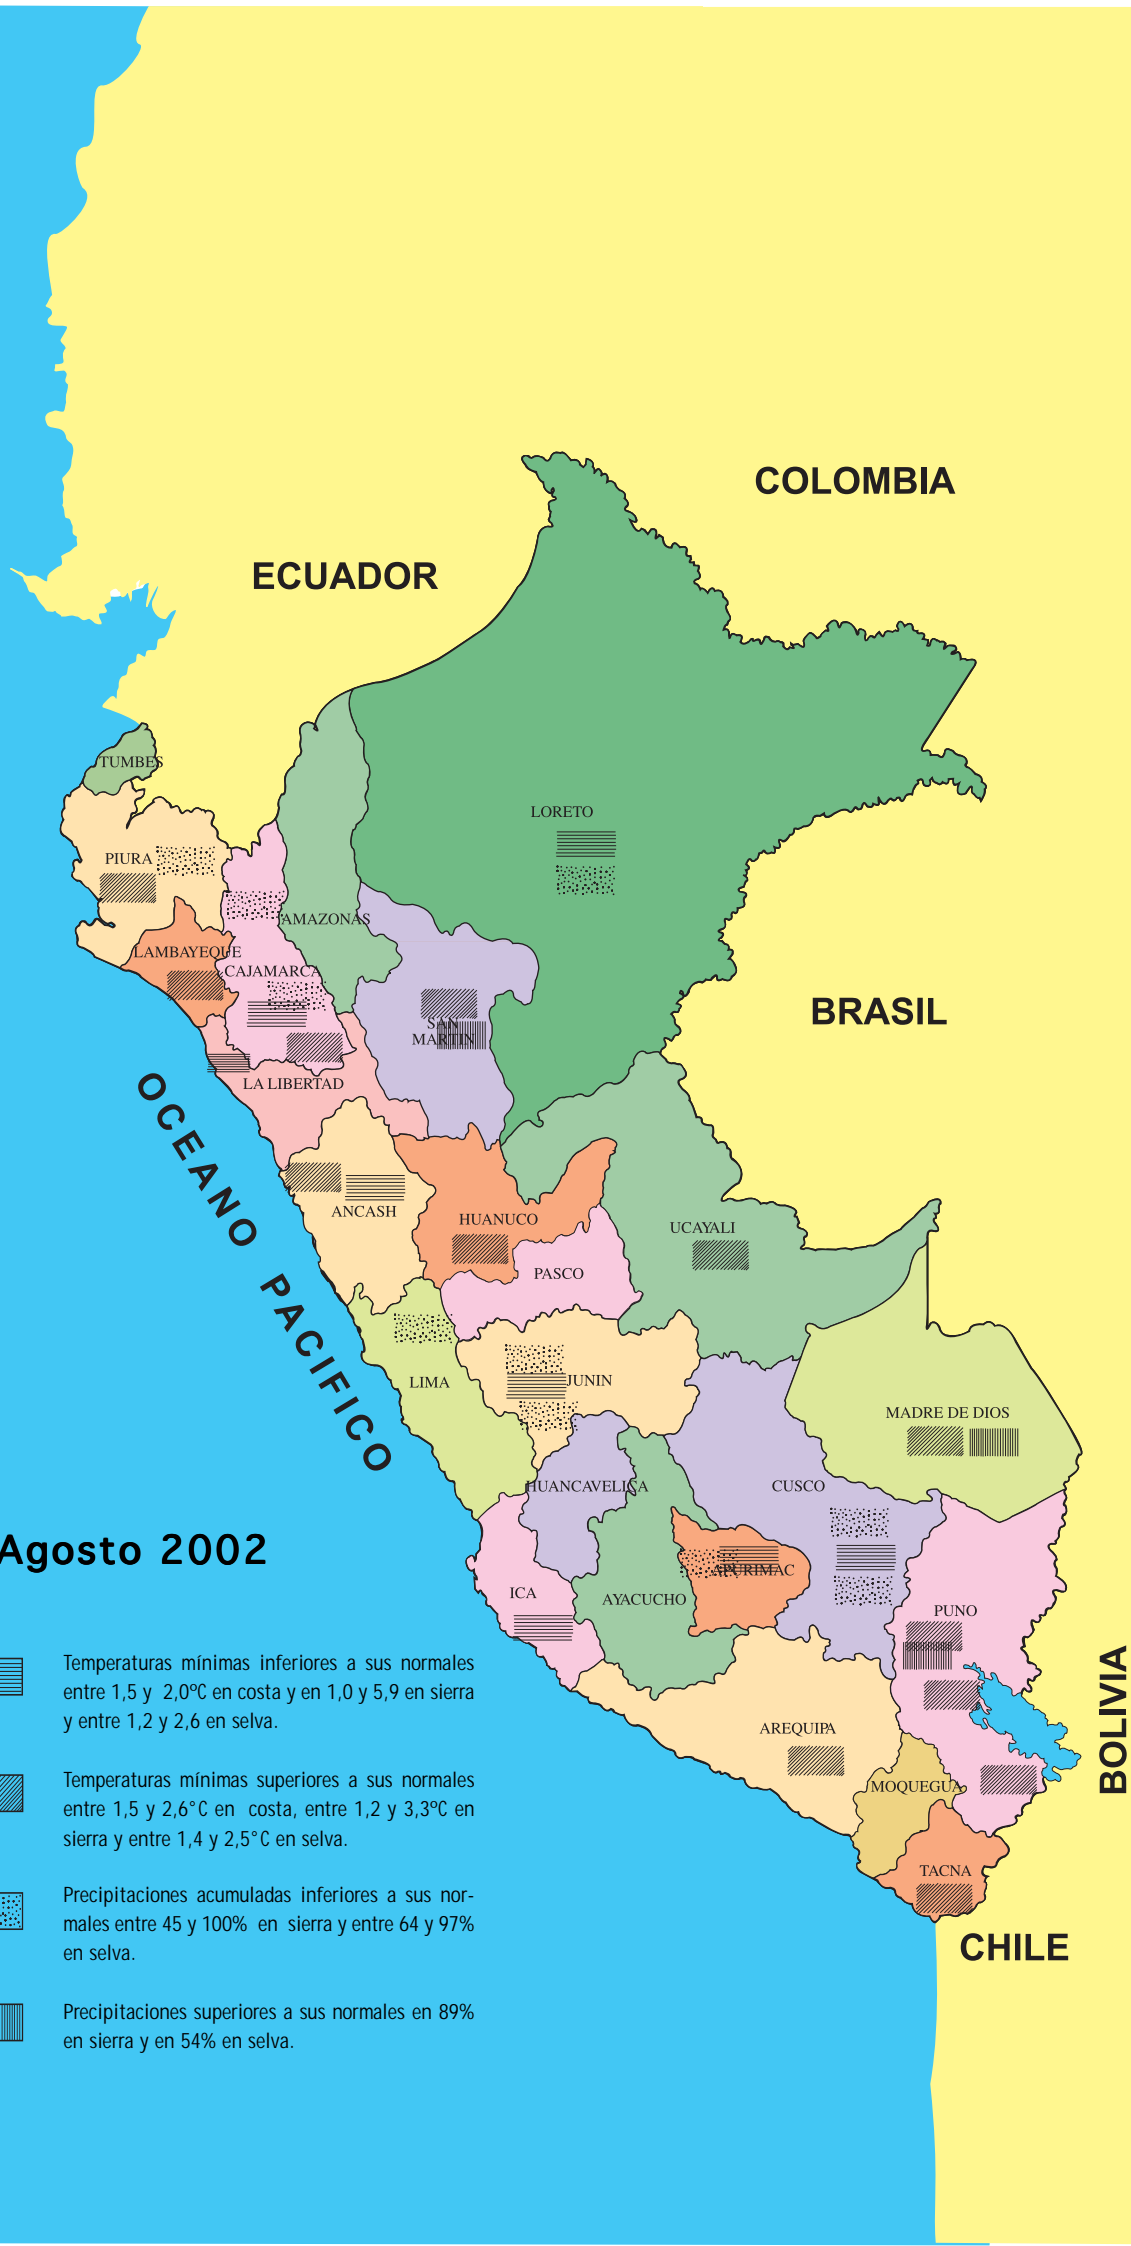 COLOMBIA
ECUADOR
TUMBES
LORETO
PIURA
AMAZONAS
LAMBAYEQUE
CAJAMARCA
BRASIL
SAN
MARTIN
LA LIBERTAD
OCEANO PACIFICO
ANCASH
HUANUCO
UCAYALI
PASCO
LIMA
JUNIN
MADRE DE DIOS
HUANCAVELICA
CUSCO
Agosto 2002
APURIMAC
ICA
AYACUCHO
PUNO
BOLIVIA
AREQUIPA
MOQUEGUA
TACNA
CHILE
Temperaturas mínimas inferiores a sus normales
entre 1,5 y 2,0ºC en costa y en 1,0 y 5,9 en sierra
y entre 1,2 y 2,6 en selva.
Temperaturas mínimas superiores a sus normales
entre 1,5 y 2,6°C en costa, entre 1,2 y 3,3ºC en
sierra y entre 1,4 y 2,5°C en selva.
Precipitaciones acumuladas inferiores a sus nor-
males entre 45 y 100% en sierra y entre 64 y 97%
en selva.
Precipitaciones superiores a sus normales en 89%
en sierra y en 54% en selva.